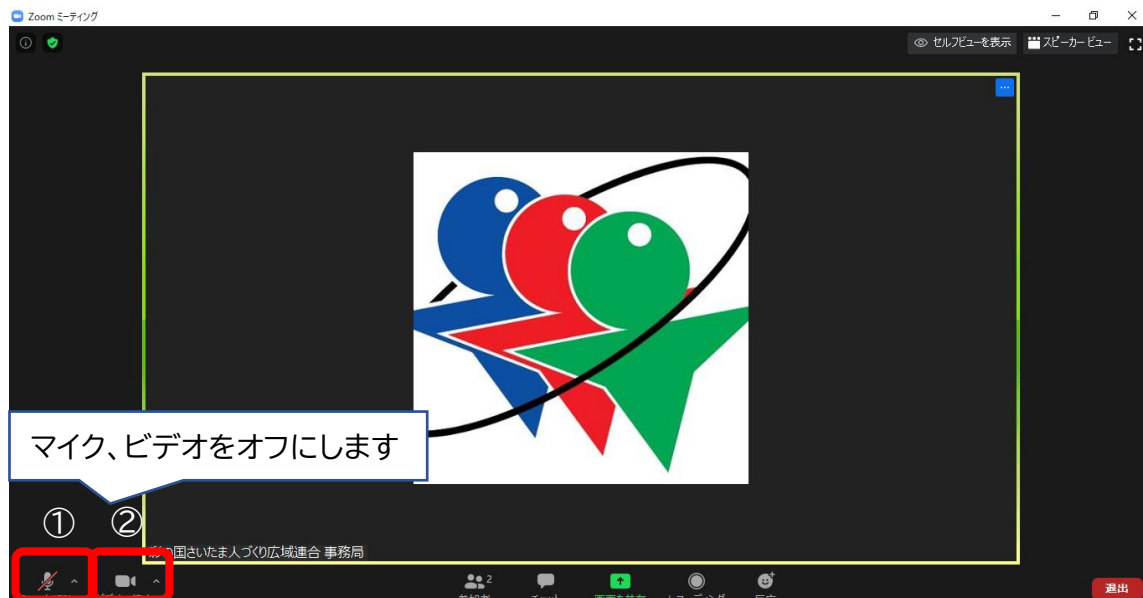 Zoom ミーティング
セルフビューを表示
スピーカー ビュー
マイク、ビデオをオフにします
① ②
国さいたま人づくり広域連合 事務局
2
退出